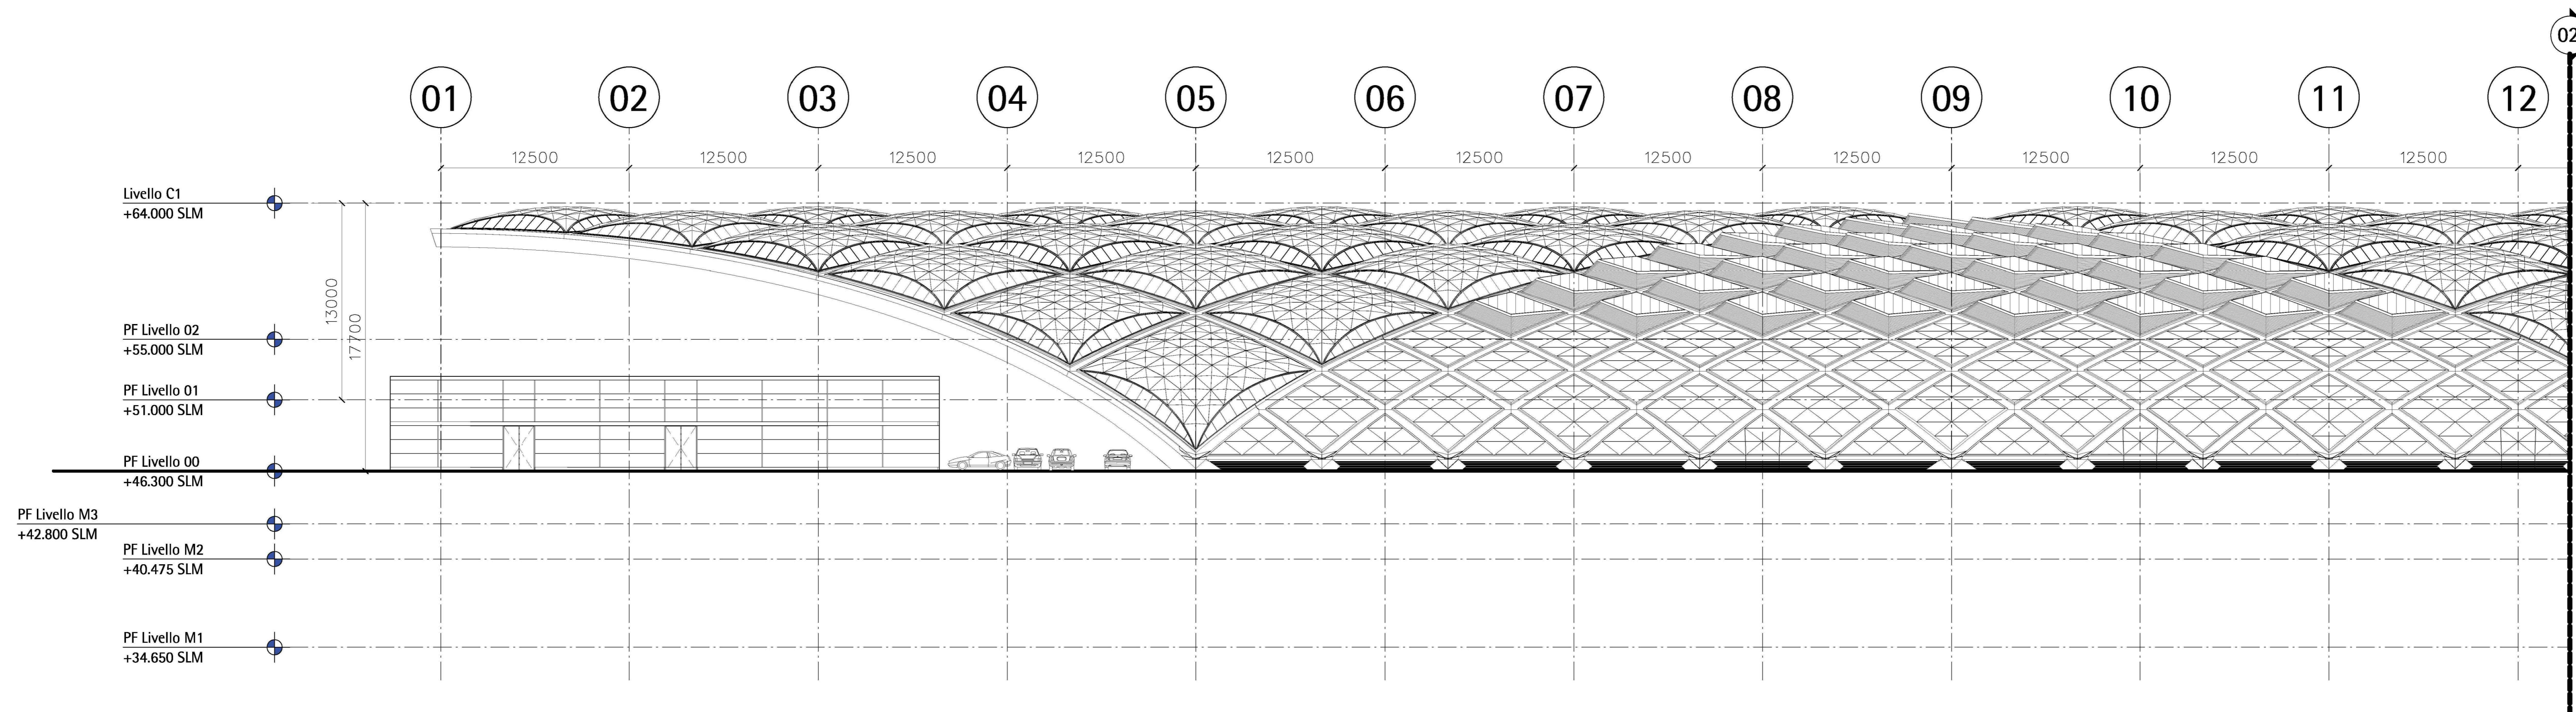 02
01 02 03 04 05 06 07 08 09 10 11 12
12500 12500 12500 12500 12500 12500 12500 12500 12500 12500 12500
Livello C1
+64.000 SLM
13000
17700
PF Livello 02
+55.000 SLM
PF Livello 01
+51.000 SLM
PF Livello 00
+46.300 SLM
PF Livello M3
+42.800 SLM
PF Livello M2
+40.475 SLM
PF Livello M1
+34.650 SLM